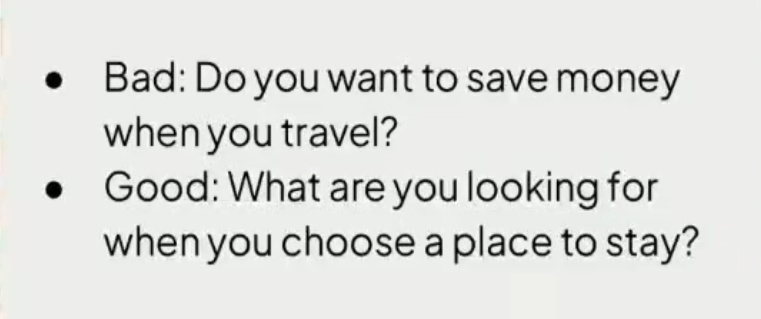 • Bad: Do you want to save money
when you travel?
• Good: What are you looking for
when you choose a place to stay?